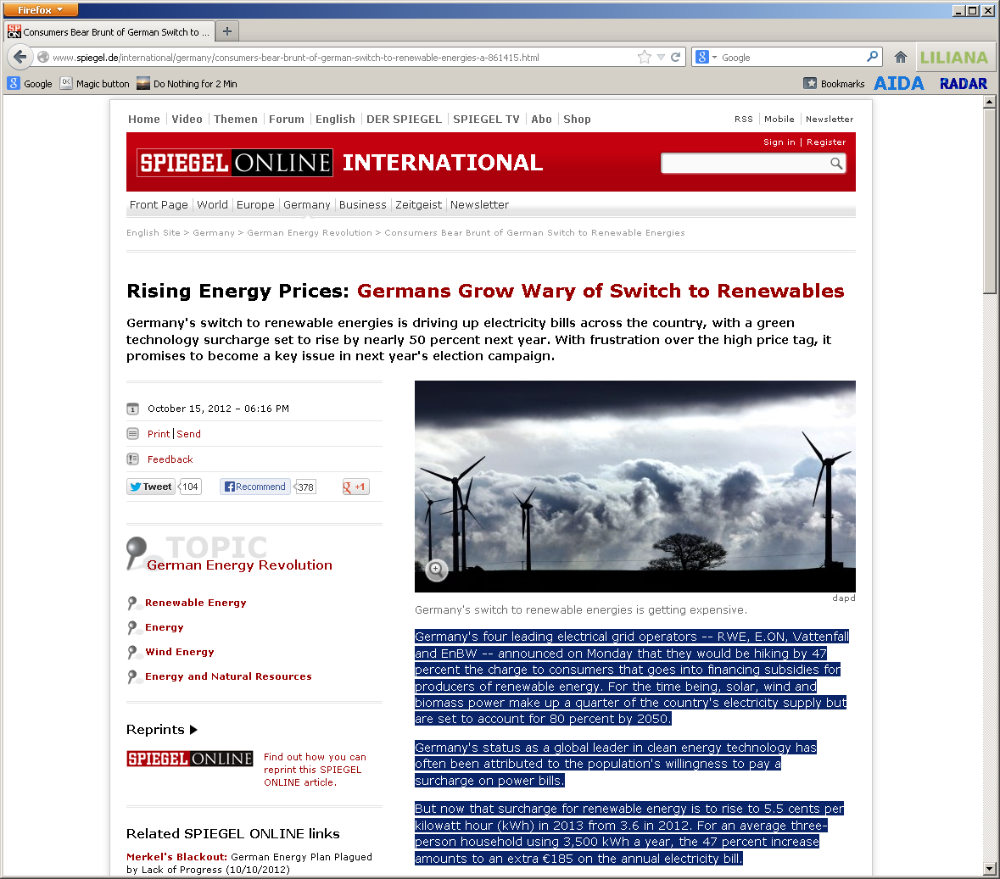 Firefox
Consumers Bear Brunt of German Switch to ...
www.spiegel.de/international/germany/consumers-bear-brunt-of-german-switch-to-renewable-energies-a-861415.html
Google
LILIANA
Google
Magic button
Do Nothing for 2 Min
Bookmarks
AIDA
RADAR
Home Video Themen Forum English DER SPIEGEL SPIEGEL TV Abo Shop
RSS Mobile Newsletter
Sign in | Register
SPIEGEL ONLINE INTERNATIONAL
Front Page World Europe Germany Business Zeitgeist Newsletter
English Site > Germany > German Energy Revolution > Consumers Bear Brunt of German Switch to Renewable Energies
Rising Energy Prices: Germans Grow Wary of Switch to Renewables
Germany's switch to renewable energies is driving up electricity bills across the country, with a green
technology surcharge set to rise by nearly 50 percent next year. With frustration over the high price tag, it
promises to become a key issue in next year's election campaign.
October 15, 2012 – 06:16 PM
Print | Send
Feedback
Tweet 104
Recommend 378
+1
TOPIC
German Energy Revolution
Renewable Energy
Energy
Wind Energy
Energy and Natural Resources
Reprints
SPIEGEL ONLINE
Find out how you can
reprint this SPIEGEL
ONLINE article.
Related SPIEGEL ONLINE links
Merkel's Blackout: German Energy Plan Plagued
by Lack of Progress (10/10/2012)
dapd
Germany's switch to renewable energies is getting expensive.
Germany's four leading electrical grid operators -- RWE, E.ON, Vattenfall
and EnBW -- announced on Monday that they would be hiking by 47
percent the charge to consumers that goes into financing subsidies for
producers of renewable energy. For the time being, solar, wind and
biomass power make up a quarter of the country's electricity supply but
are set to account for 80 percent by 2050.
Germany's status as a global leader in clean energy technology has
often been attributed to the population's willingness to pay a
surcharge on power bills.
But now that surcharge for renewable energy is to rise to 5.5 cents per
kilowatt hour (kWh) in 2013 from 3.6 in 2012. For an average three-
person household using 3,500 kWh a year, the 47 percent increase
amounts to an extra €185 on the annual electricity bill.